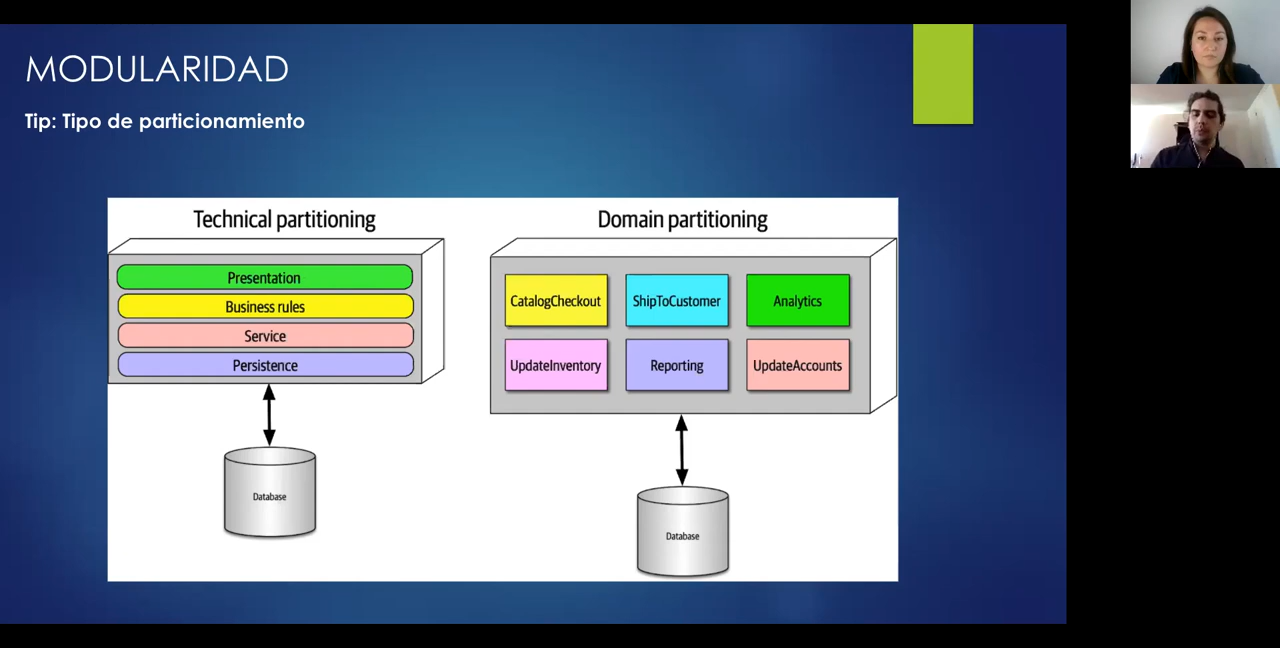 MODULARIDAD
Tip: Tipo de particionamiento
Technical partitioning
Presentation
Business rules
Service
Persistence
Database
Domain partitioning
CatalogCheckout
ShipToCustomer
Analytics
UpdateInventory
Reporting
UpdateAccounts
Database